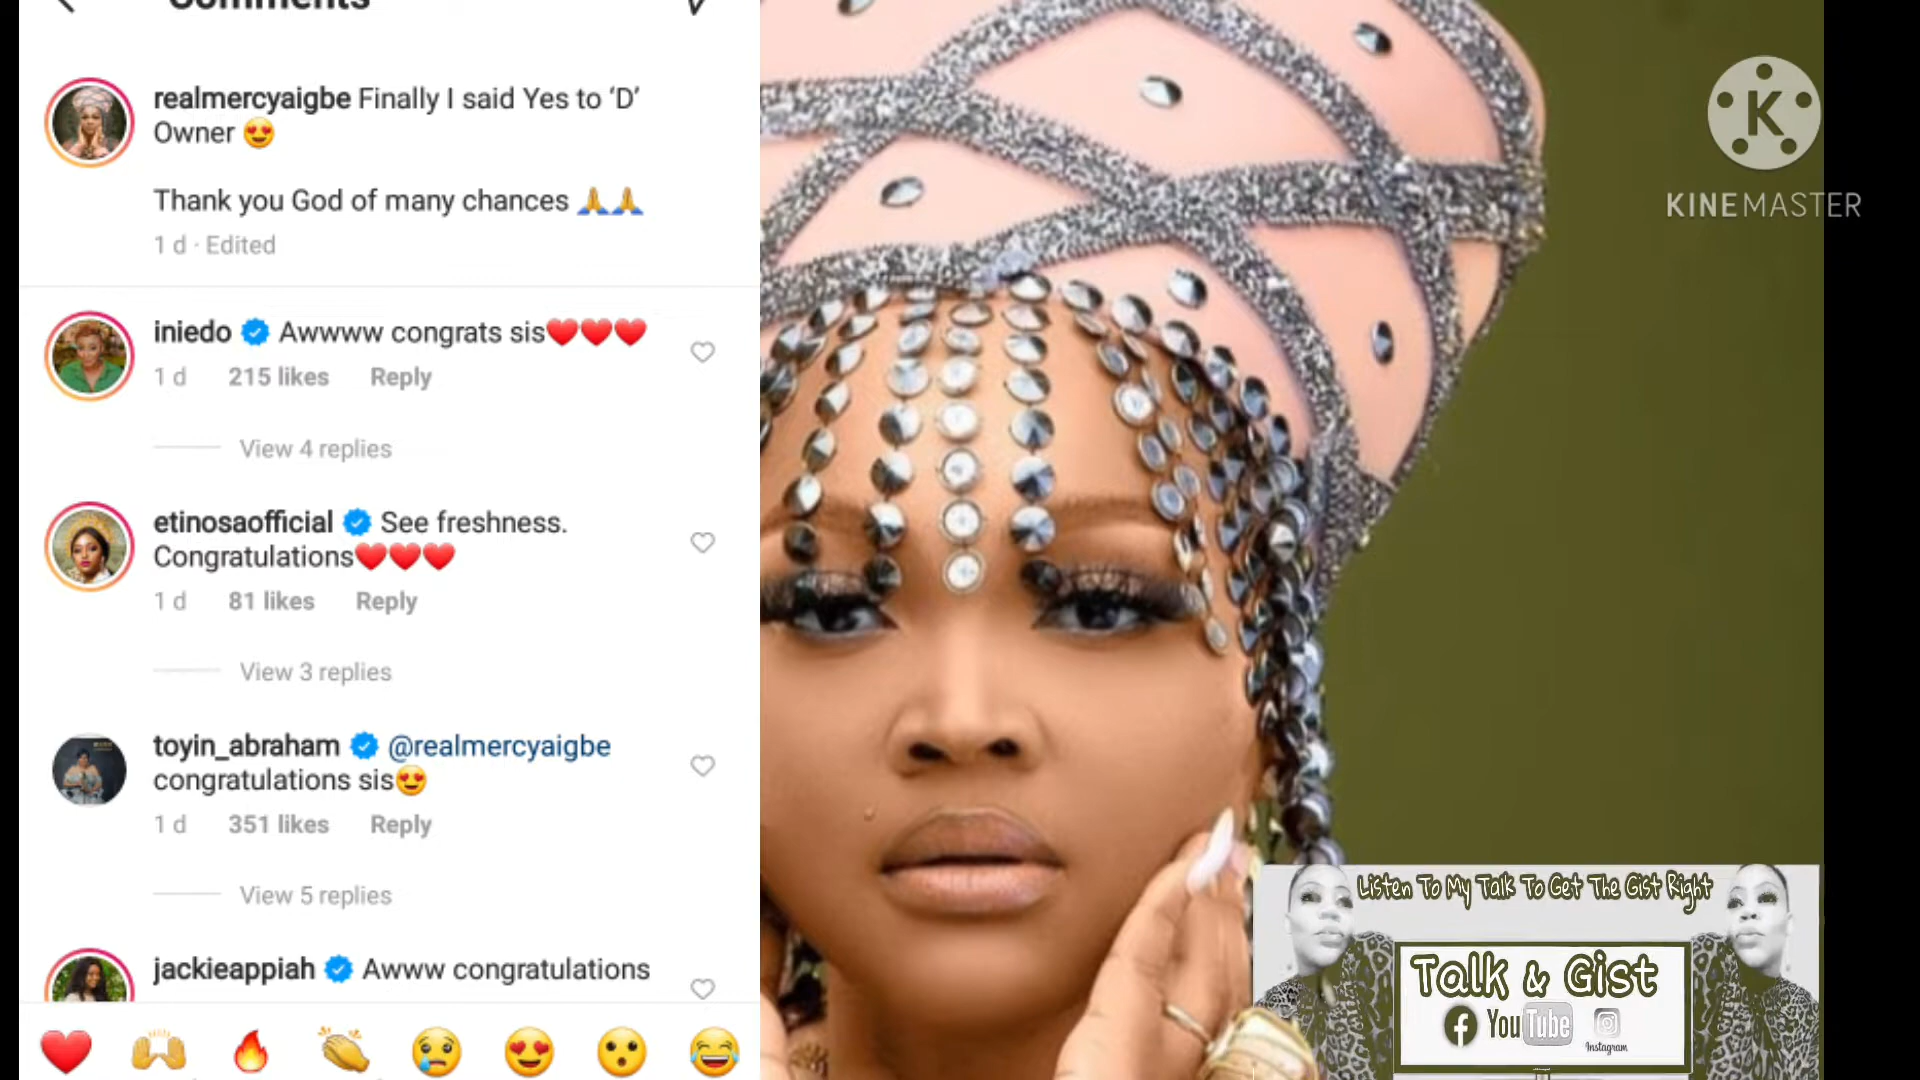 Comments
realmercyaigbe Finally I said Yes to ‘D’
Owner 😍
Thank you God of many chances 🙏🙏
1 d · Edited
iniedo Awwww congrats sis❤️❤️❤️
1 d 215 likes Reply
View 4 replies
etinosaofficial See freshness.
Congratulations❤️❤️❤️
1 d 81 likes Reply
View 3 replies
toyin_abraham @realmercyaigbe
congratulations sis😍
1 d 351 likes Reply
View 5 replies
jackieappiah Awww congratulations
K
KINEMASTER
Listen To My Talk To Get The Gist Right
Talk & Gist
f YouTube
Instagram